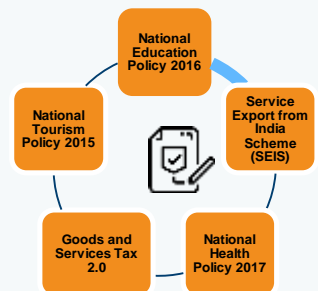 National
Education
Policy 2016
Service
Export from
India
Scheme
(SEIS)
National
Health
Policy 2017
Goods and
Services Tax
2.0
National
Tourism
Policy 2015